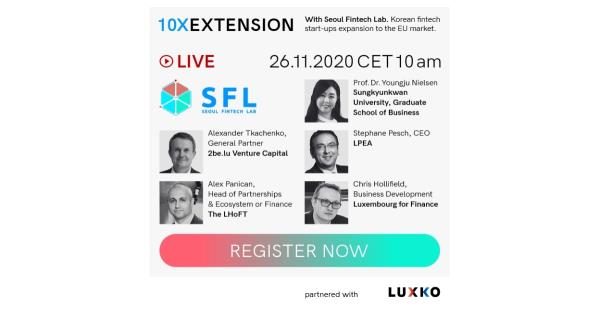 10XEXTENSION
With Seoul Fintech Lab. Korean fintech
start-ups expansion to the EU market.
LIVE
26.11.2020 CET 10 am
SFL
SEOUL FINTECH LAB
Prof. Dr. Youngju Nielsen
Sungkyunkwan
University, Graduate
School of Business
Alexander Tkachenko,
General Partner
2be.lu Venture Capital
Stephane Pesch, CEO
LPEA
Alex Panican,
Head of Partnerships
& Ecosystem or Finance
The LHoFT
Chris Hollifield,
Business Development
Luxembourg for Finance
REGISTER NOW
partnered with
LUXKO